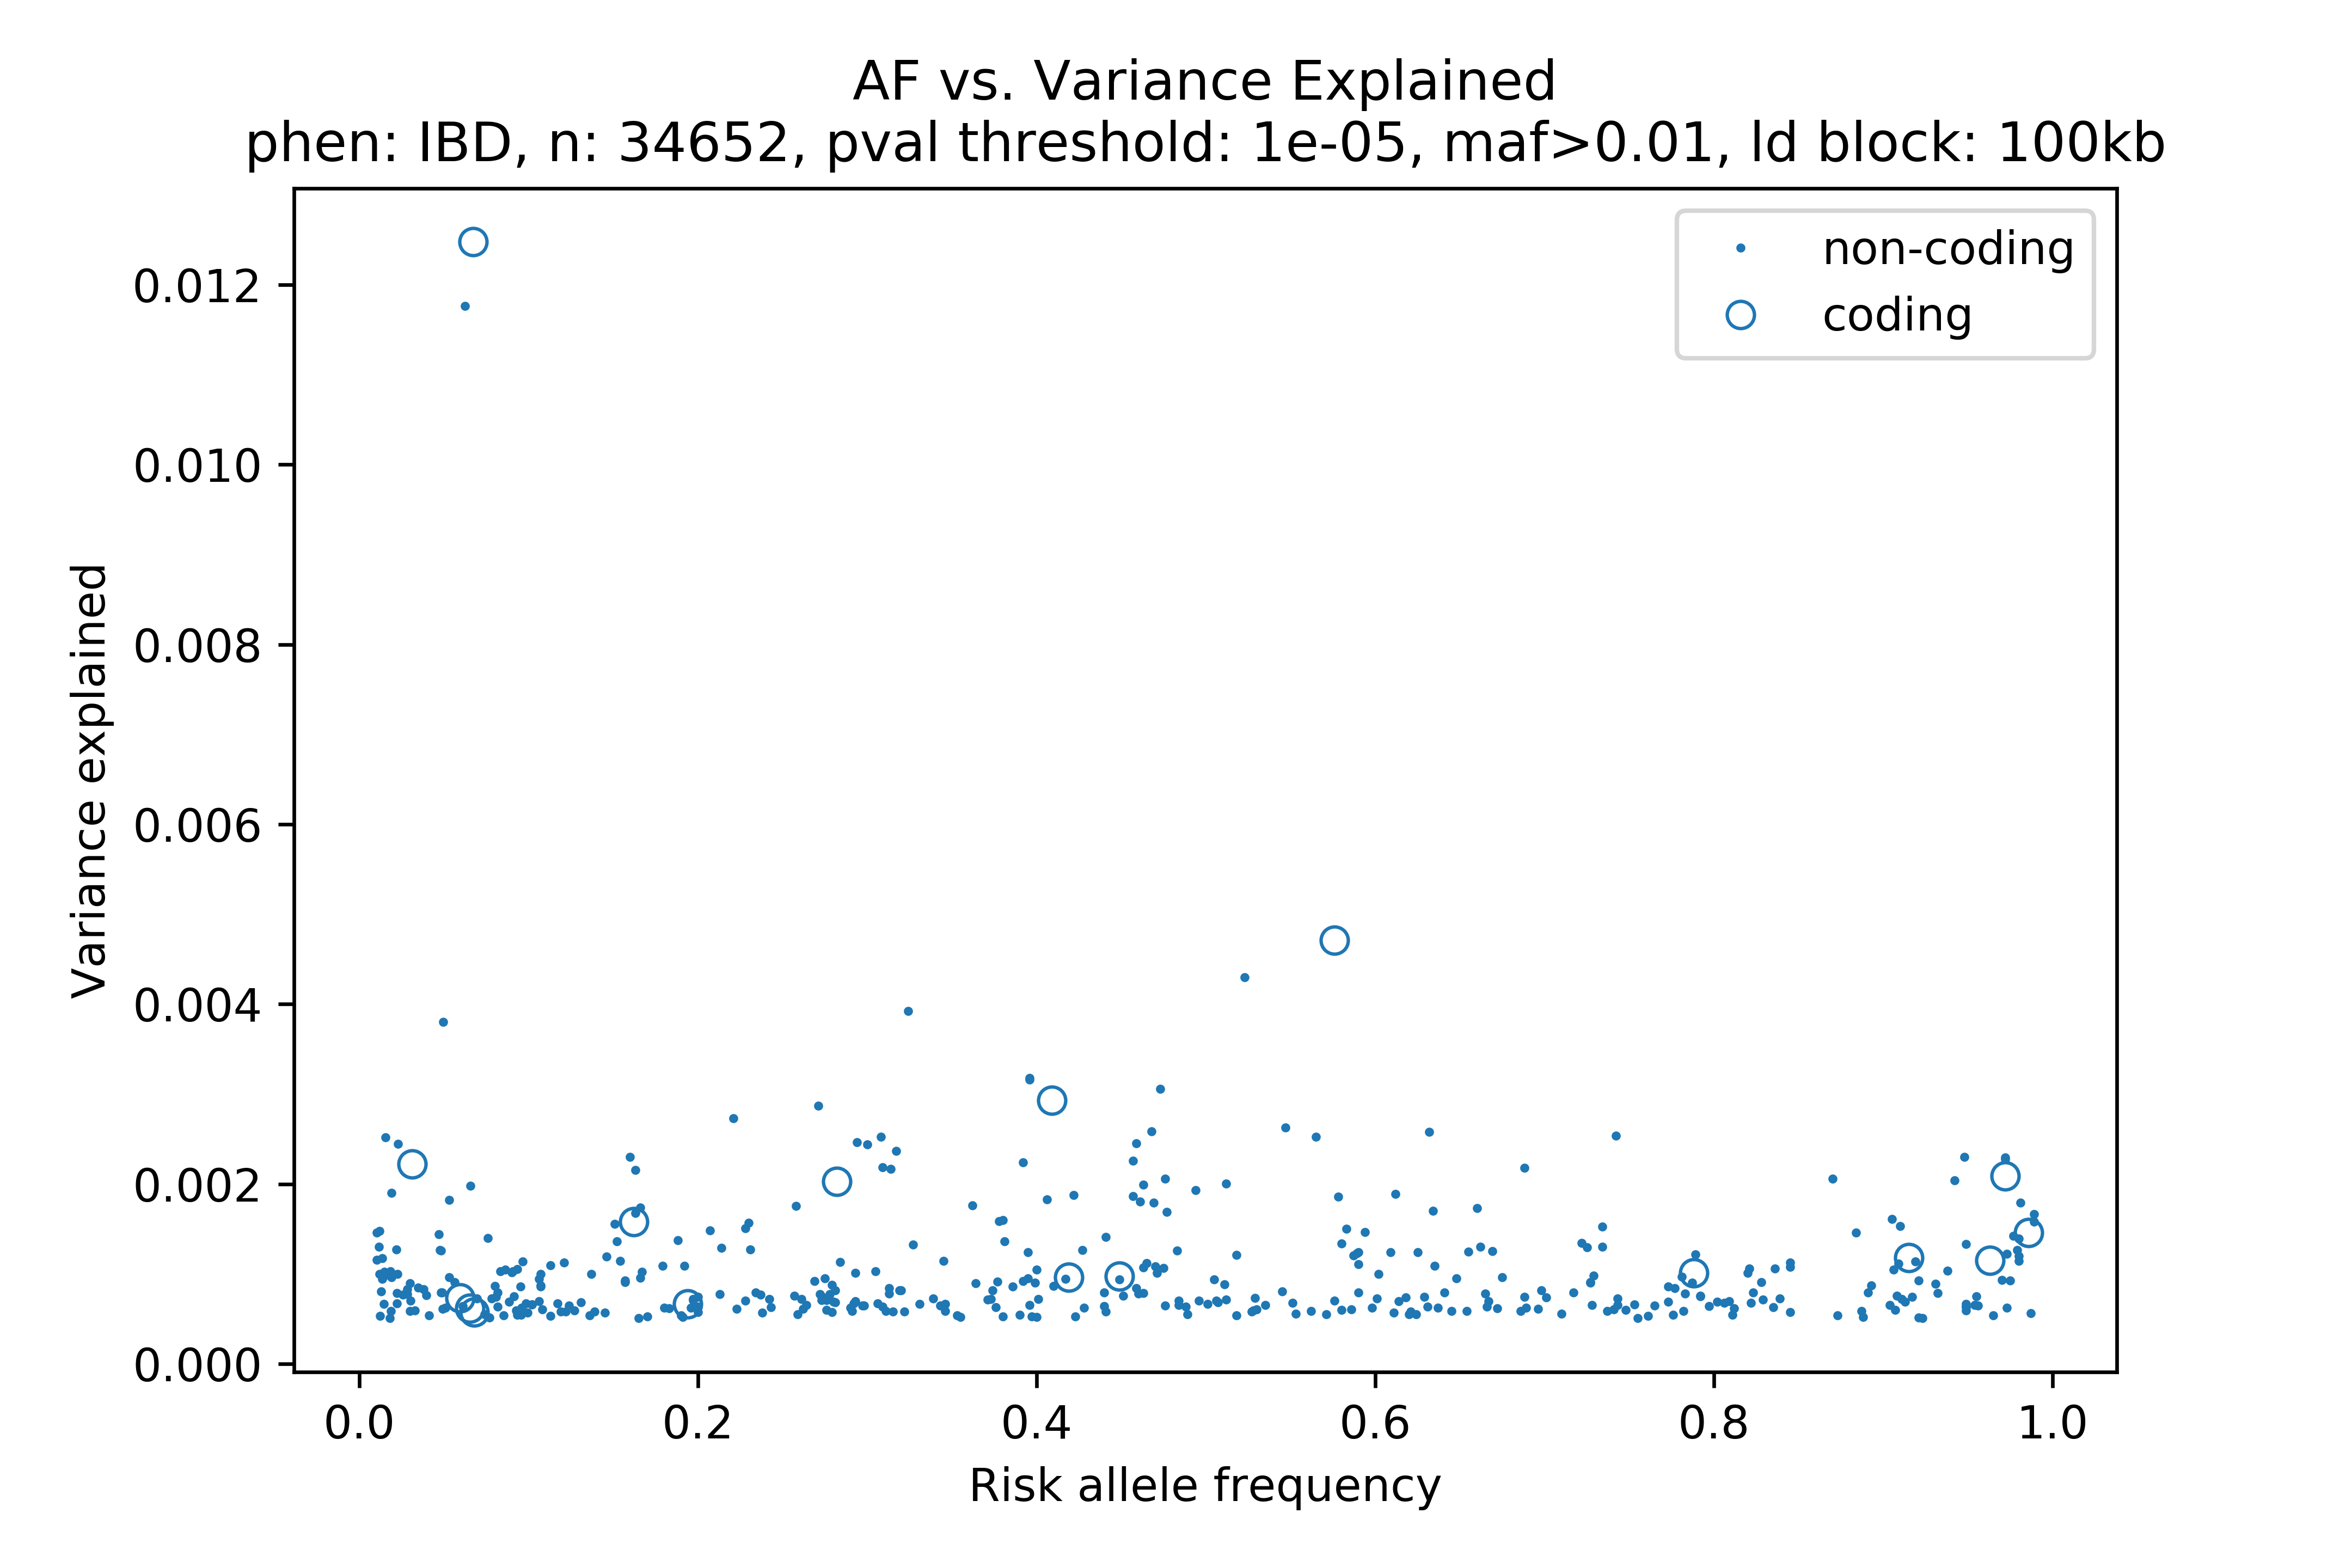 AF vs. Variance Explained
phen: IBD, n: 34652, pval threshold: 1e-05, maf>0.01, ld block: 100kb
non-coding
coding
0.012
0.010
0.008
0.006
0.004
0.002
0.000
Variance explained
0.0 0.2 0.4 0.6 0.8 1.0
Risk allele frequency